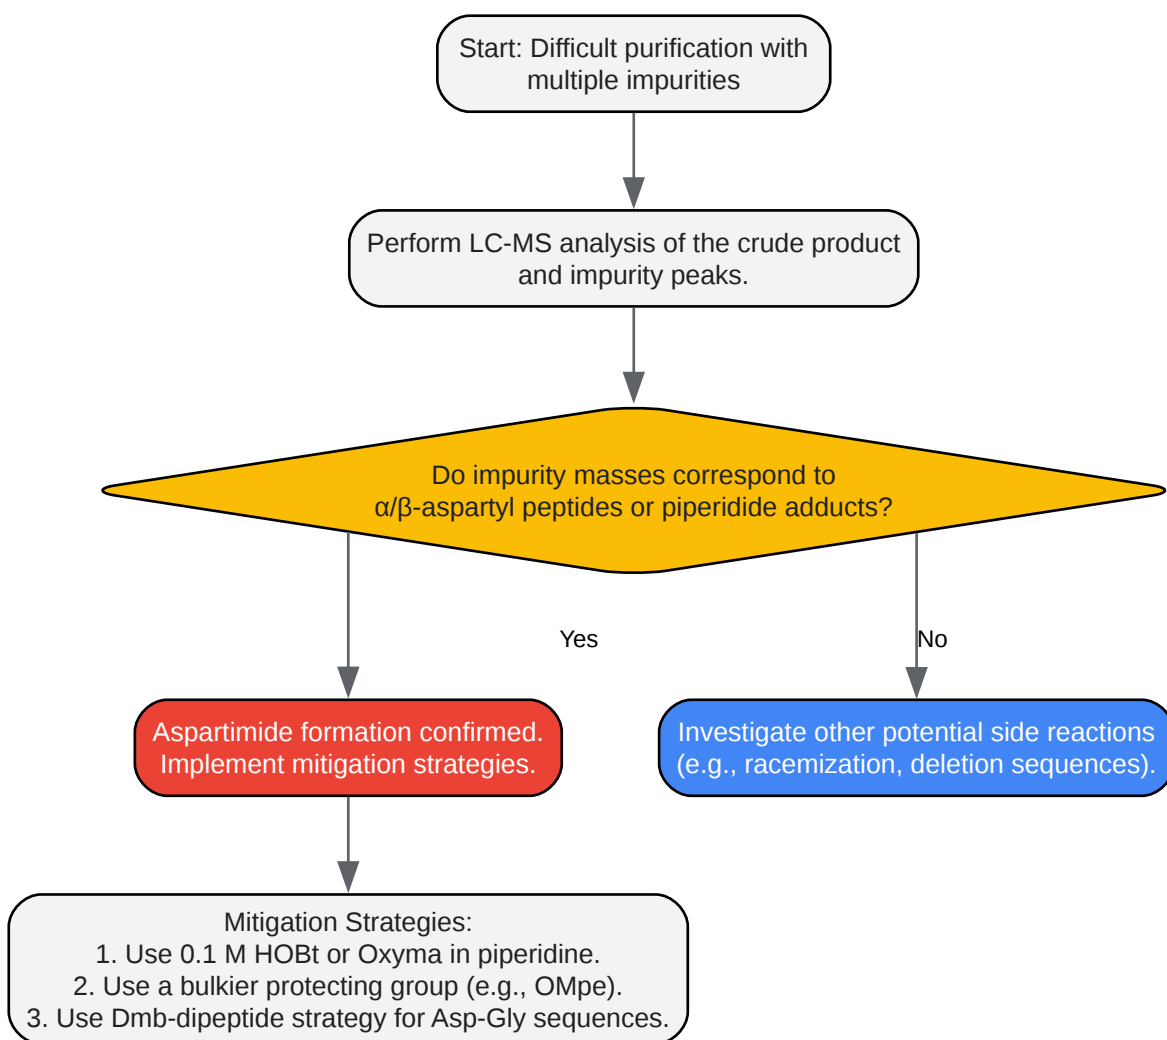 Start: Difficult purification with
multiple impurities
Perform LC-MS analysis of the crude product
and impurity peaks.
Do impurity masses correspond to
α/β-aspartyl peptides or piperidide adducts?
Yes
No
Aspartimide formation confirmed.
Implement mitigation strategies.
Investigate other potential side reactions
(e.g., racemization, deletion sequences).
Mitigation Strategies:
1. Use 0.1 M HOBt or Oxyma in piperidine.
2. Use a bulkier protecting group (e.g., OMpe).
3. Use Dmb-dipeptide strategy for Asp-Gly sequences.